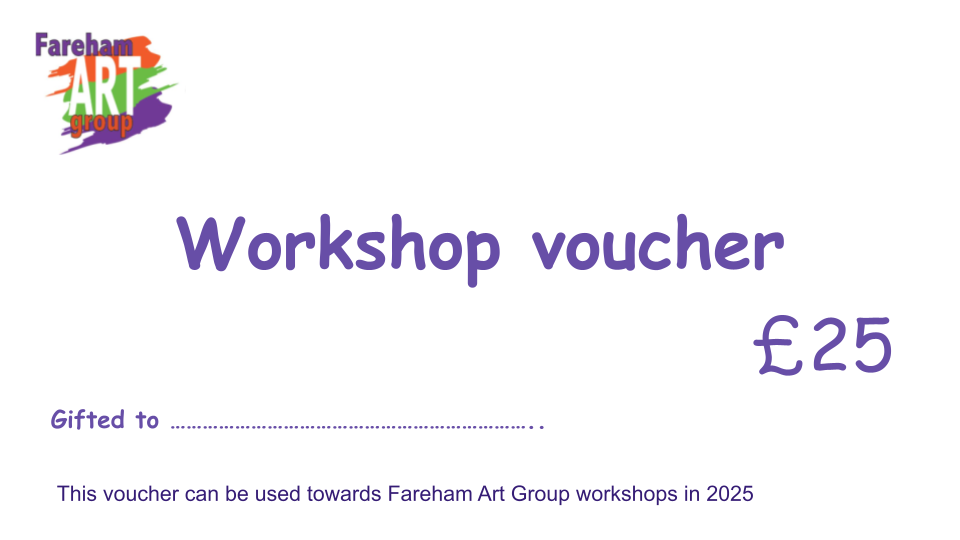 Fareham
ART
group
Workshop voucher
£25
Gifted to …………………………………………………………..
This voucher can be used towards Fareham Art Group workshops in 2025